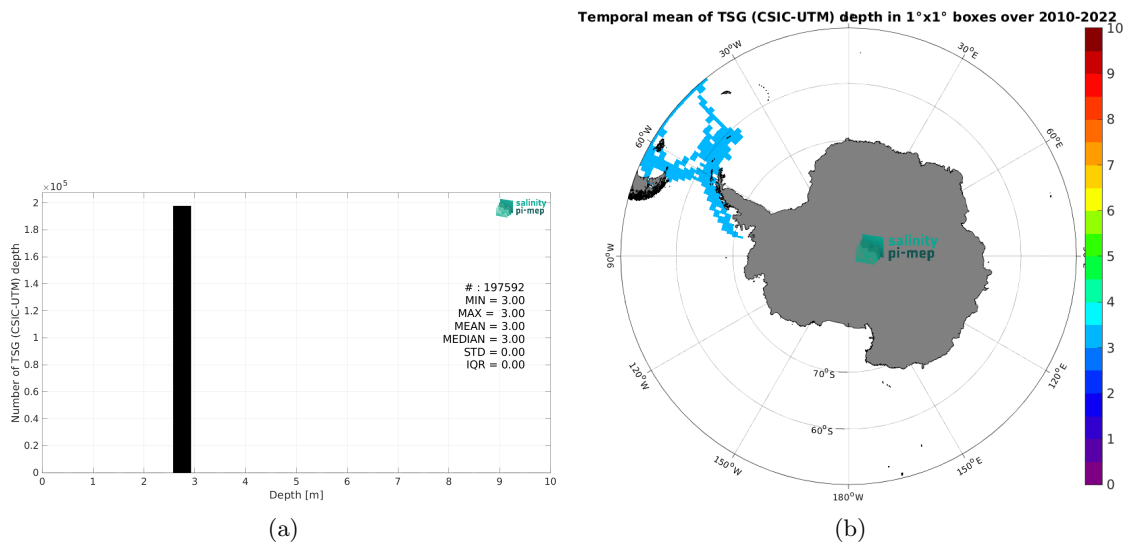 ×10⁵
2
1.8
1.6
1.4
1.2
1
0.8
0.6
0.4
0.2
0
Number of TSG (CSIC-UTM) depth
salinity
pi-mep
# : 197592
MIN = 3.00
MAX = 3.00
MEAN = 3.00
MEDIAN = 3.00
STD = 0.00
IQR = 0.00
0 1 2 3 4 5 6 7 8 9 10
Depth [m]
(a)
Temporal mean of TSG (CSIC-UTM) depth in 1°x1° boxes over 2010-2022
30°W
30°E
60°W
60°E
90°W
salinity
pi-mep
120°W
70°S
120°E
60°S
150°W
150°E
180°W
10
9
8
7
6
5
4
3
2
1
0
(b)